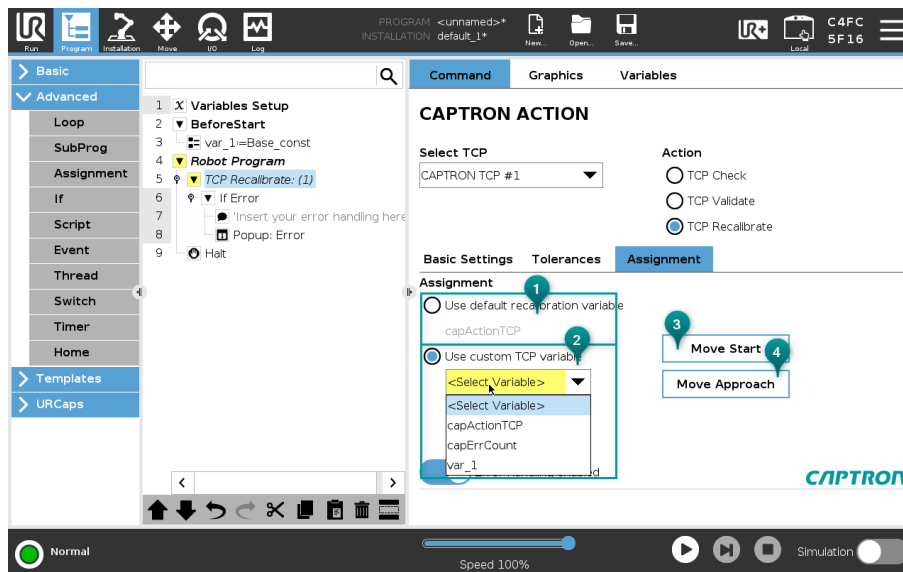 PROGRAM <unnamed>*
INSTALLATION default_1*
C4FC
5F16
Run
Program
Installation
Move
I/O
Log
New...
Open...
Save...
Local
Basic
Advanced
Loop
SubProg
Assignment
If
Script
Event
Thread
Switch
Timer
Home
Templates
URCaps
1 X Variables Setup
2 BeforeStart
3 var_1≔Base_const
4 Robot Program
5 TCP Recalibrate: (1)
6 If Error
7 'Insert your error handling here
8 Popup: Error
9 Halt
Command Graphics Variables
CAPTRON ACTION
Select TCP
CAPTRON TCP #1
Action
TCP Check
TCP Validate
TCP Recalibrate
Basic Settings Tolerances Assignment
Assignment
1
Use default recalibration variable
capActionTCP
2
Use custom TCP variable
<Select Variable>
<Select Variable>
capActionTCP
capErrCount
var_1
enabled
3
Move Start
4
Move Approach
CAPTRON
Normal
Speed 100%
Simulation